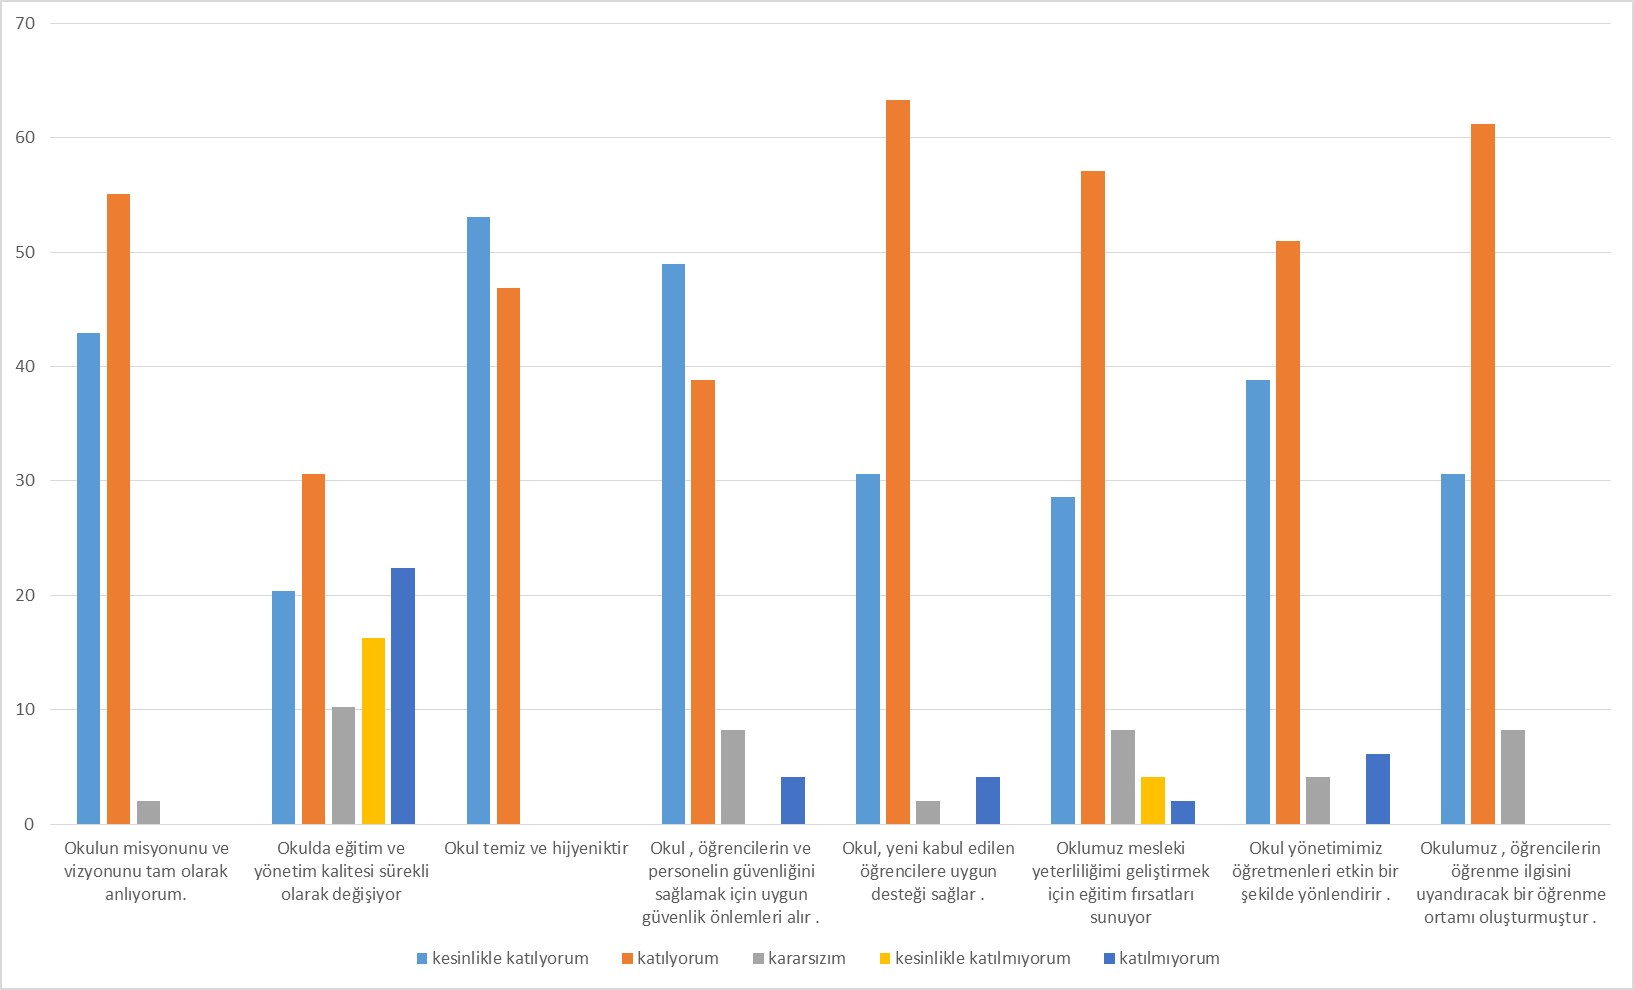 70
60
50
40
30
20
10
0
Okulun misyonunu ve
vizyonunu tam olarak
anlıyorum.
Okulda eğitim ve
yönetim kalitesi sürekli
olarak değişiyor
Okul temiz ve hijyeniktir
Okul , öğrencilerin ve
personelin güvenliğini
sağlamak için uygun
güvenlik önlemleri alır .
Okul, yeni kabul edilen
öğrencilere uygun
desteği sağlar .
Oklumuz mesleki
yeterliliğimi geliştirmek
için eğitim fırsatları
sunuyor
Okul yönetimimiz
öğretmenleri etkin bir
şekilde yönlendirir .
Okulumuz , öğrencilerin
öğrenme ilgisini
uyandıracak bir öğrenme
ortamı oluşturmuştur .
kesinlikle katılyorum
katılyorum
kararsızım
kesinlikle katılmıyorum
katılmıyorum